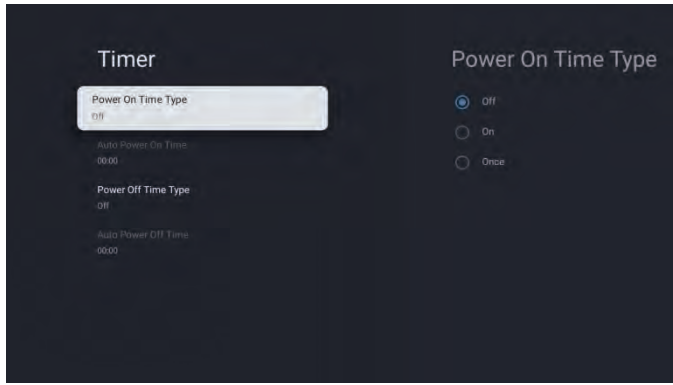 Timer
Power On Time Type
Off
Auto Power On Time
00:00
Power Off Time Type
Off
Auto Power Off Time
00:00
Power On Time Type
Off
On
Once